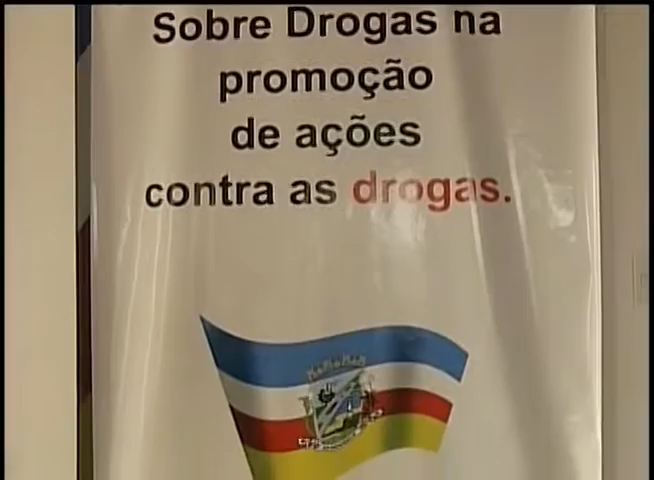 Sobre Drogas na
promoção
de ações
contra as drogas.